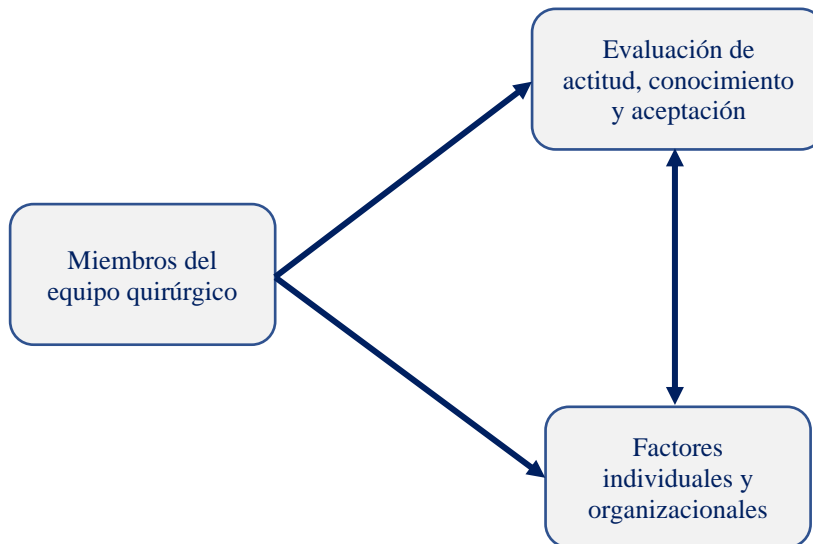 Evaluación de
actitud, conocimiento
y aceptación
Miembros del
equipo quirúrgico
Factores
individuales y
organizacionales